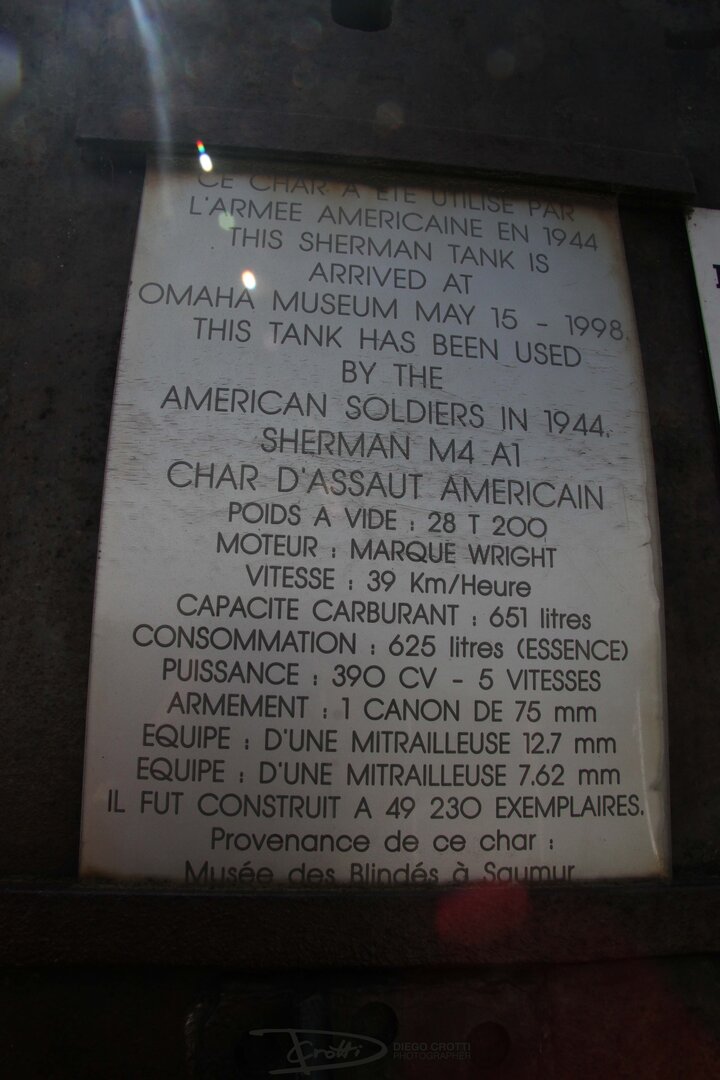 CE CHAR A ETE UTILISE PAR
L'ARMEE AMERICAINE EN 1944
THIS SHERMAN TANK IS
ARRIVED AT
OMAHA MUSEUM MAY 15 - 1998.
THIS TANK HAS BEEN USED
BY THE
AMERICAN SOLDIERS IN 1944.
SHERMAN M4 A1
CHAR D'ASSAUT AMERICAIN
POIDS A VIDE : 28 T 200
MOTEUR : MARQUE WRIGHT
VITESSE : 39 Km/Heure
CAPACITE CARBURANT : 651 litres
CONSOMMATION : 625 litres (ESSENCE)
PUISSANCE : 390 CV - 5 VITESSES
ARMEMENT : 1 CANON DE 75 mm
EQUIPE : D'UNE MITRAILLEUSE 12.7 mm
EQUIPE : D'UNE MITRAILLEUSE 7.62 mm
IL FUT CONSTRUIT A 49 230 EXEMPLAIRES.
Provenance de ce char :
Musée des Blindés à Saumur
DCrotti
DIEGO CROTTI
PHOTOGRAPHER